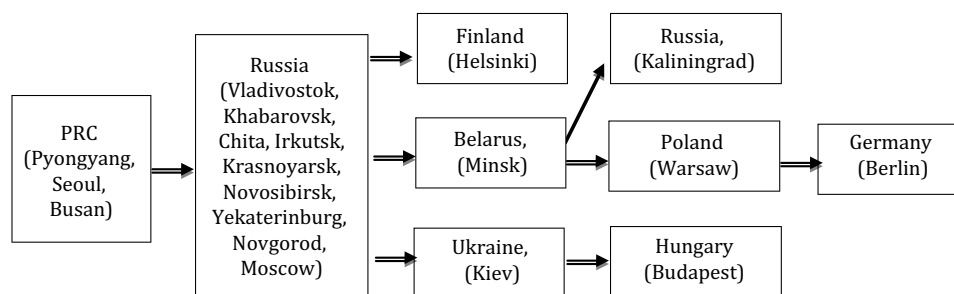 PRC
(Pyongyang,
Seoul,
Busan)
Russia
(Vladivostok,
Khabarovsk,
Chita, Irkutsk,
Krasnoyarsk,
Novosibirsk,
Yekaterinburg,
Novgorod,
Moscow)
Finland
(Helsinki)
Russia,
(Kaliningrad)
Belarus,
(Minsk)
Poland
(Warsaw)
Germany
(Berlin)
Ukraine,
(Kiev)
Hungary
(Budapest)